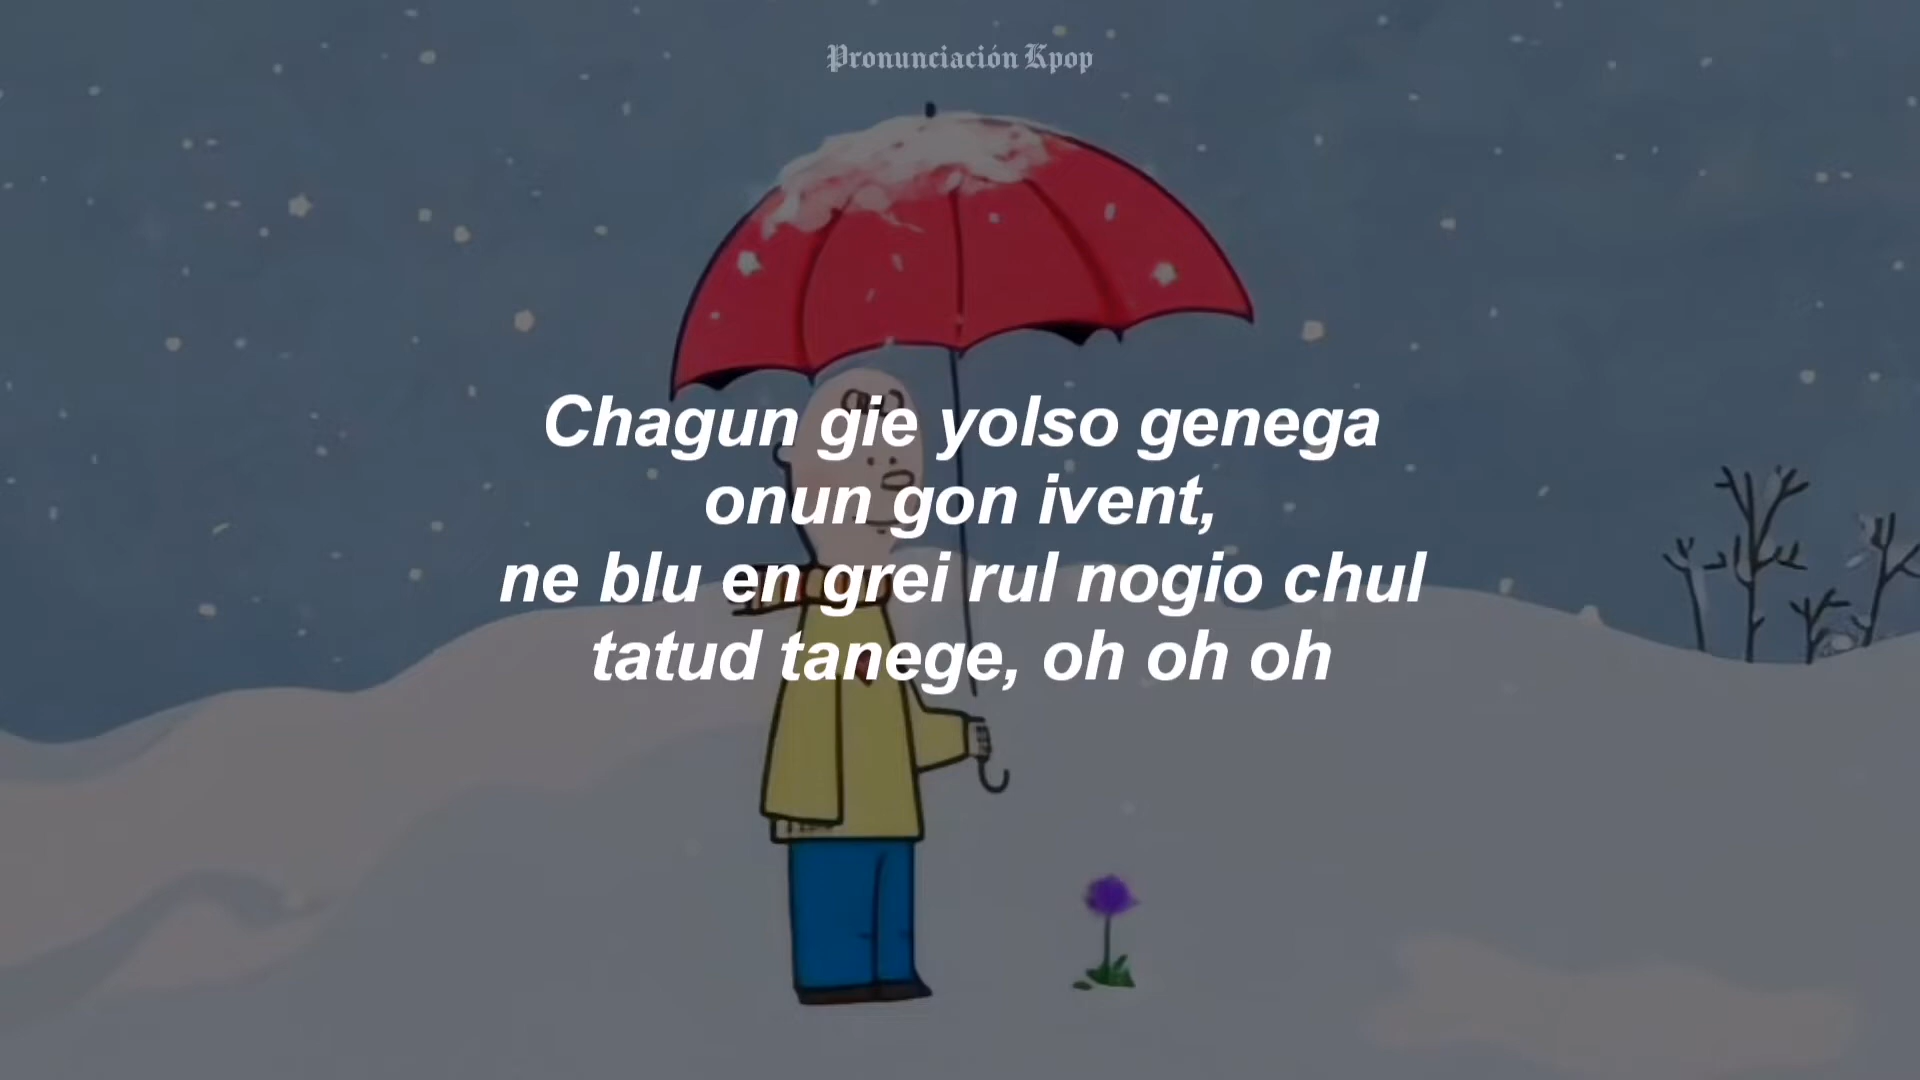 Pronunciación Kpop
Chagun gie yolso genega
onun gon ivent,
ne blu en grei rul nogio chul
tatud tanege, oh oh oh